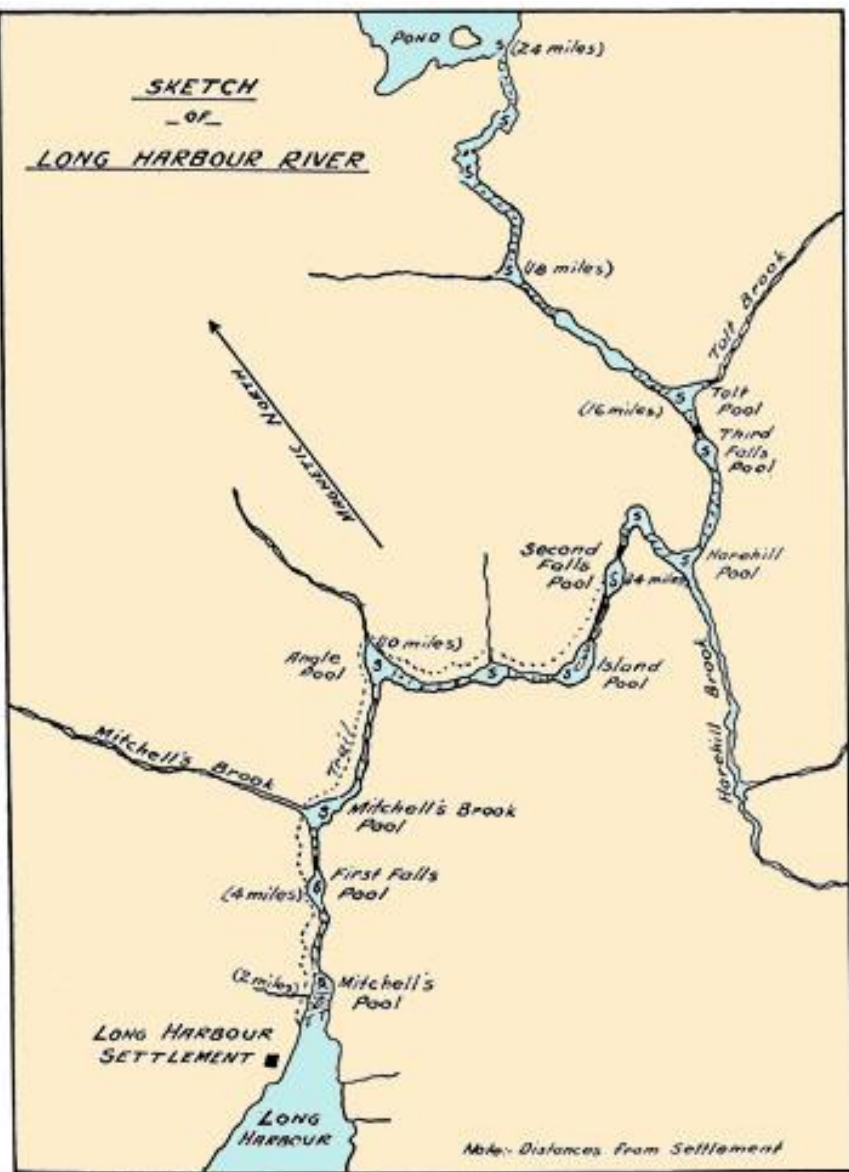 POND
S (24 miles)
SKETCH
_ OF _
LONG HARBOUR RIVER
S
S
S (18 miles)
Tolt Brook
MAGNETIC NORTH
S
(16 miles)
Tolt
Pool
S
Third
Falls
Pool
S
Second
Falls
Pool
S
S
Harehill
Pool
(10 miles)
Angle
Pool
S
S
S
Island
Pool
Harehill Brook
Trail
Mitchell's Brook
S
Mitchell's Brook
Pool
First Falls
Pool
(4 miles)
(2 miles)
Mitchell's
Pool
LONG HARBOUR
SETTLEMENT
LONG
HARBOUR
Note:- Distances from Settlement